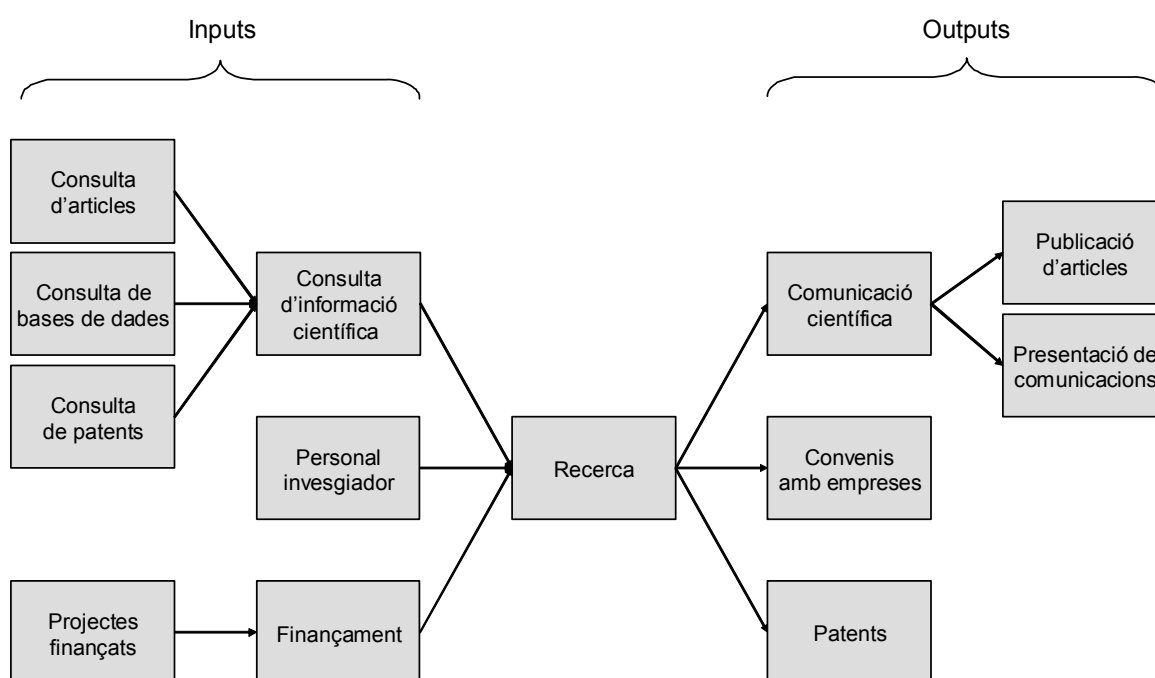 Inputs
Outputs
Consulta
d'articles
Consulta de
bases de dades
Consulta
de patents
Consulta
d'informació
científica
Personal
invesgiador
Projectes
finançats
Finançament
Recerca
Comunicació
científica
Convenis
amb empreses
Patents
Publicació
d'articles
Presentació de
comunicacions